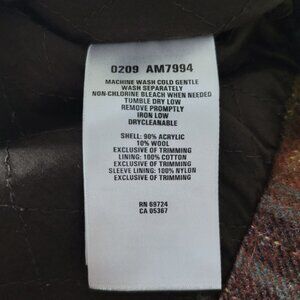 0209 AM7994
MACHINE WASH COLD GENTLE
WASH SEPARATELY
NON-CHLORINE BLEACH WHEN NEEDED
TUMBLE DRY LOW
REMOVE PROMPTLY
IRON LOW
DRYCLEANABLE
SHELL: 90% ACRYLIC
10% WOOL
EXCLUSIVE OF TRIMMING
LINING: 100% COTTON
EXCLUSIVE OF TRIMMING
SLEEVE LINING: 100% NYLON
EXCLUSIVE OF TRIMMING
RN 69724
CA 05367